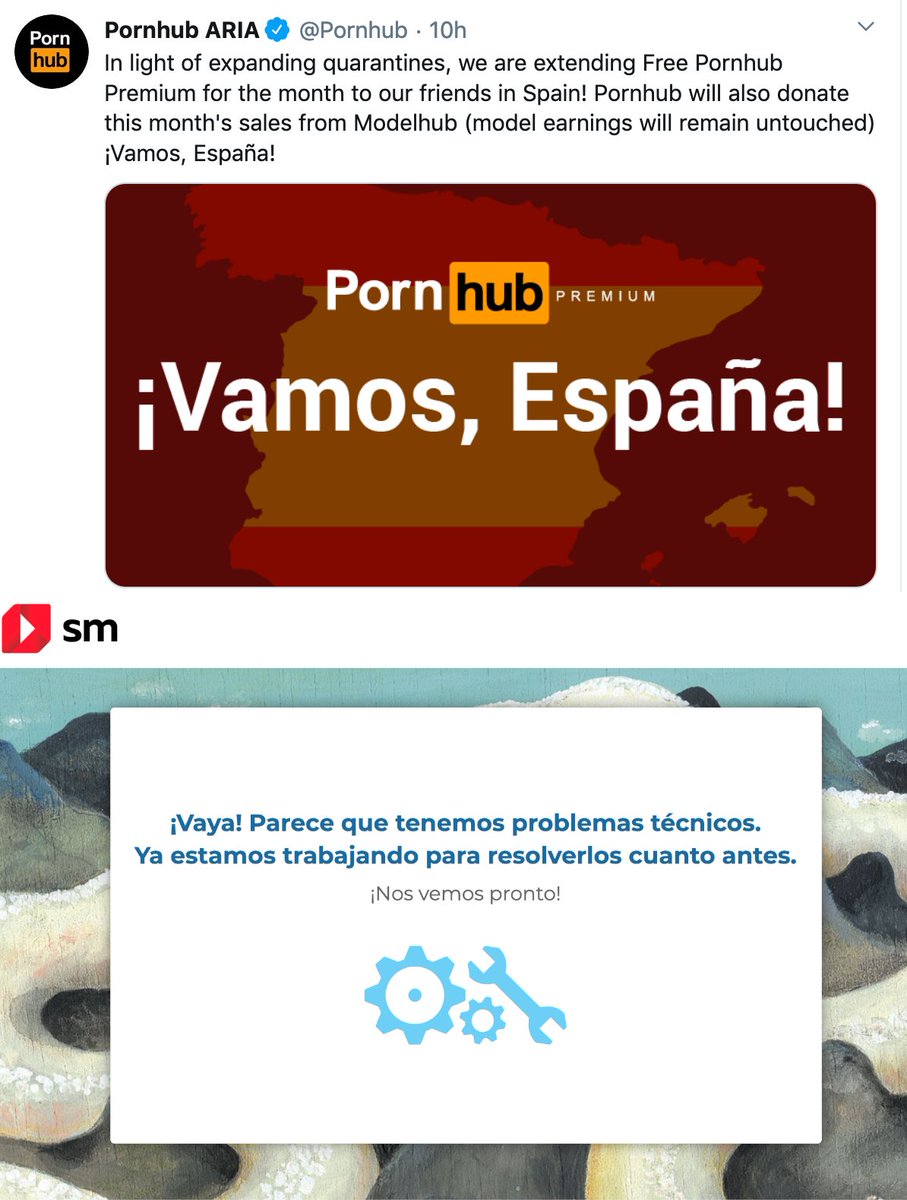 Porn
hub
Pornhub ARIA @Pornhub · 10h
In light of expanding quarantines, we are extending Free Pornhub
Premium for the month to our friends in Spain! Pornhub will also donate
this month's sales from Modelhub (model earnings will remain untouched)
¡Vamos, España!
Porn hub PREMIUM
¡Vamos, España!
sm
¡Vaya! Parece que tenemos problemas técnicos.
Ya estamos trabajando para resolverlos cuanto antes.
¡Nos vemos pronto!